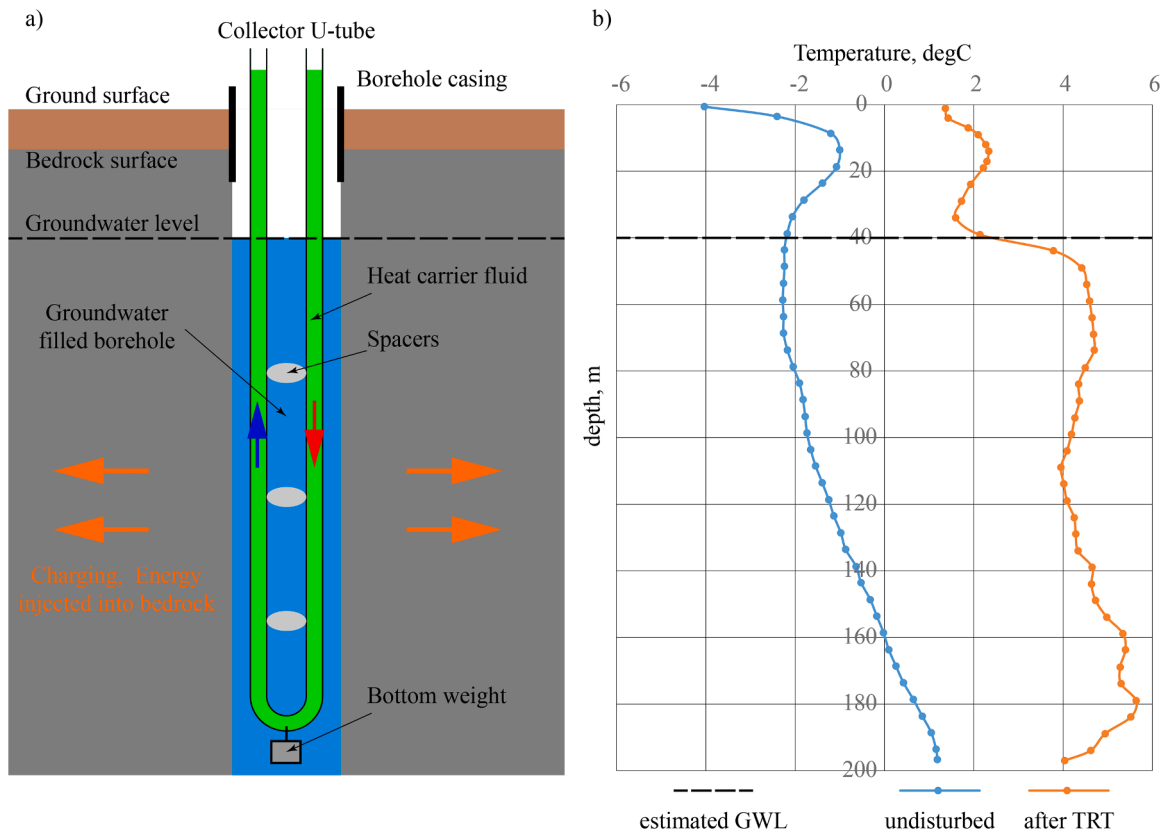 a)
Collector U-tube
Borehole casing
Ground surface
Bedrock surface
Groundwater level
Heat carrier fluid
Groundwater
filled borehole
Spacers
Charging, Energy
injected into bedrock
Bottom weight
b)
Temperature, degC
-6 -4 -2 0 2 4 6
0
20
40
60
80
100
120
140
160
180
200
depth, m
estimated GWL undisturbed after TRT